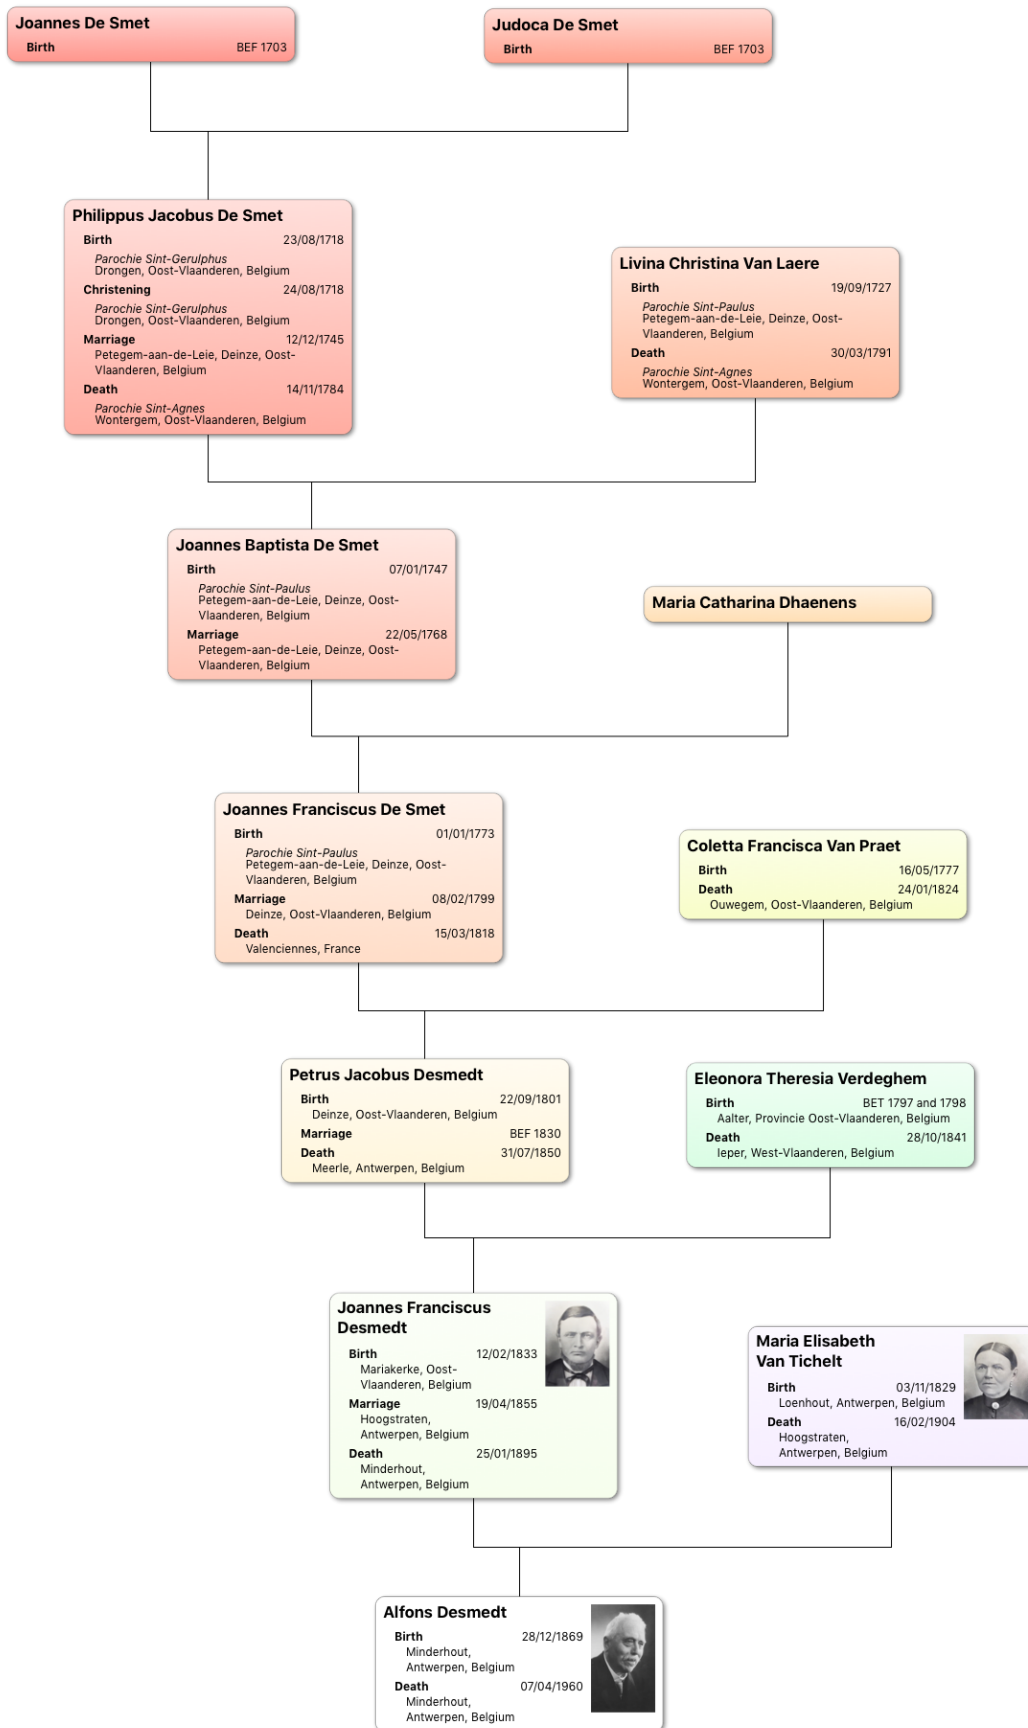 Joannes De Smet
Birth BEF 1703
Judoca De Smet
Birth BEF 1703
Philippus Jacobus De Smet
Birth 23/08/1718
Parochie Sint-Gerulphus
Drongen, Oost-Vlaanderen, Belgium
Christening 24/08/1718
Parochie Sint-Gerulphus
Drongen, Oost-Vlaanderen, Belgium
Marriage 12/12/1745
Petegem-aan-de-Leie, Deinze, Oost-
Vlaanderen, Belgium
Death 14/11/1784
Parochie Sint-Agnes
Wontergem, Oost-Vlaanderen, Belgium
Livina Christina Van Laere
Birth 19/09/1727
Parochie Sint-Paulus
Petegem-aan-de-Leie, Deinze, Oost-
Vlaanderen, Belgium
Death 30/03/1791
Parochie Sint-Agnes
Wontergem, Oost-Vlaanderen, Belgium
Joannes Baptista De Smet
Birth 07/01/1747
Parochie Sint-Paulus
Petegem-aan-de-Leie, Deinze, Oost-
Vlaanderen, Belgium
Marriage 22/05/1768
Petegem-aan-de-Leie, Deinze, Oost-
Vlaanderen, Belgium
Maria Catharina Dhaenens
Joannes Franciscus De Smet
Birth 01/01/1773
Parochie Sint-Paulus
Petegem-aan-de-Leie, Deinze, Oost-
Vlaanderen, Belgium
Marriage 08/02/1799
Deinze, Oost-Vlaanderen, Belgium
Death 15/03/1818
Valenciennes, France
Coletta Francisca Van Praet
Birth 16/05/1777
Death 24/01/1824
Ouwegem, Oost-Vlaanderen, Belgium
Petrus Jacobus Desmedt
Birth 22/09/1801
Deinze, Oost-Vlaanderen, Belgium
Marriage BEF 1830
Death 31/07/1850
Meerle, Antwerpen, Belgium
Eleonora Theresia Verdeghem
Birth BET 1797 and 1798
Aalter, Provincie Oost-Vlaanderen, Belgium
Death 28/10/1841
Ieper, West-Vlaanderen, Belgium
Joannes Franciscus
Desmedt
Birth 12/02/1833
Mariakerke, Oost-
Vlaanderen, Belgium
Marriage 19/04/1855
Hoogstraten,
Antwerpen, Belgium
Death 25/01/1895
Minderhout,
Antwerpen, Belgium
Maria Elisabeth
Van Tichelt
Birth 03/11/1829
Loenhout, Antwerpen, Belgium
Death 16/02/1904
Hoogstraten,
Antwerpen, Belgium
Alfons Desmedt
Birth 28/12/1869
Minderhout,
Antwerpen, Belgium
Death 07/04/1960
Minderhout,
Antwerpen, Belgium